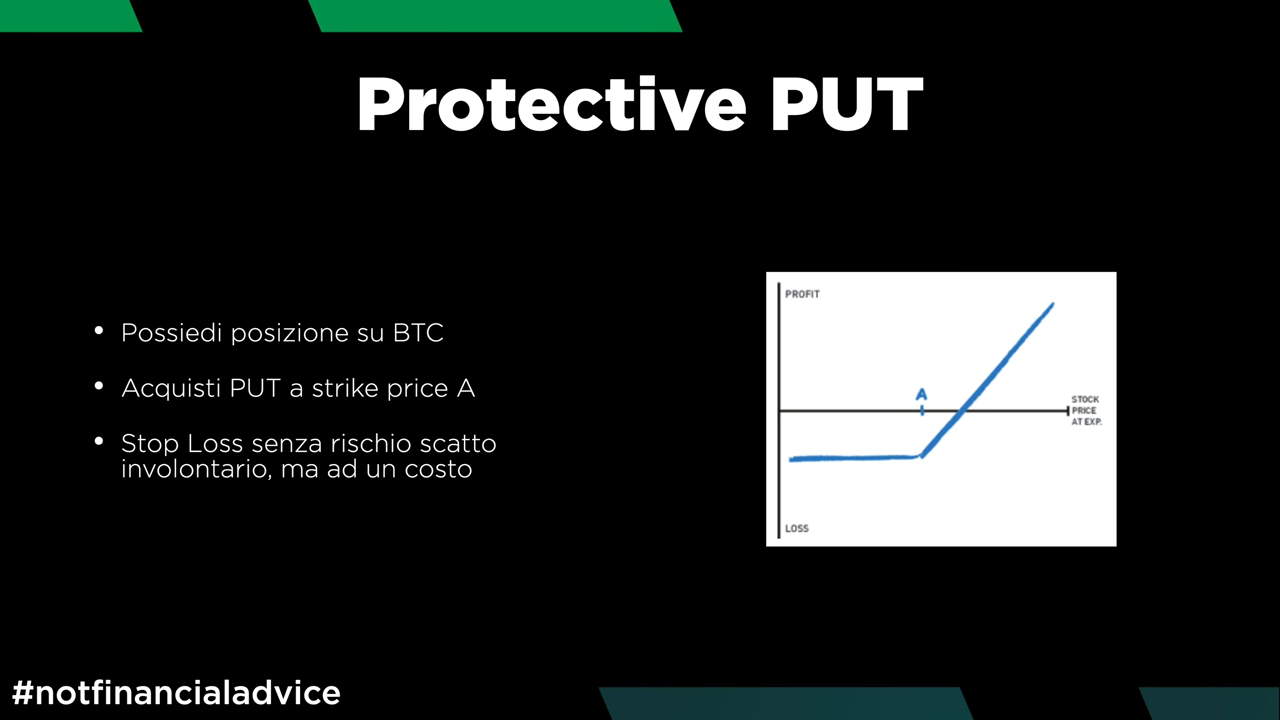 Protective PUT
• Possiedi posizione su BTC
• Acquisti PUT a strike price A
• Stop Loss senza rischio scatto
involontario, ma ad un costo
PROFIT
A
STOCK
PRICE
AT EXP.
LOSS
#notfinancialadvice